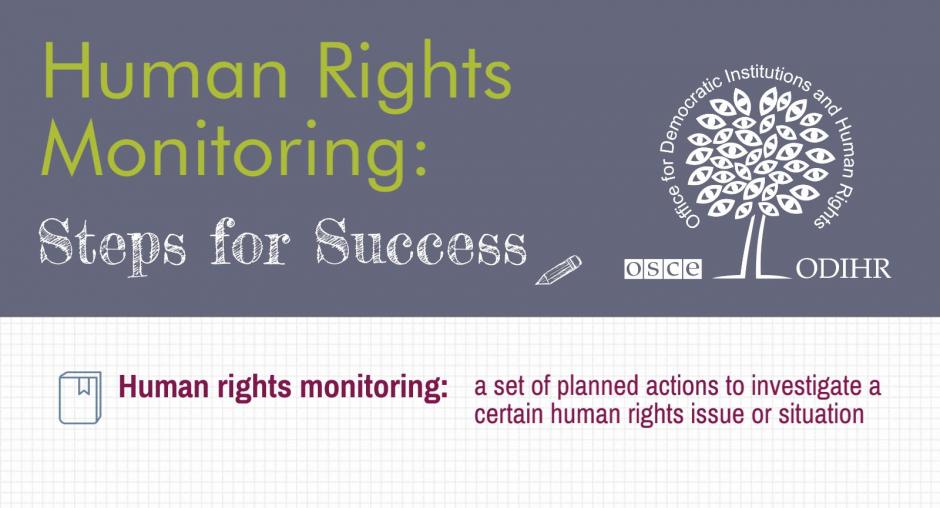 Human Rights
Monitoring:
Steps for Success
Office for Democratic Institutions and Human Rights
osce ODIHR
Human rights monitoring: a set of planned actions to investigate a
certain human rights issue or situation